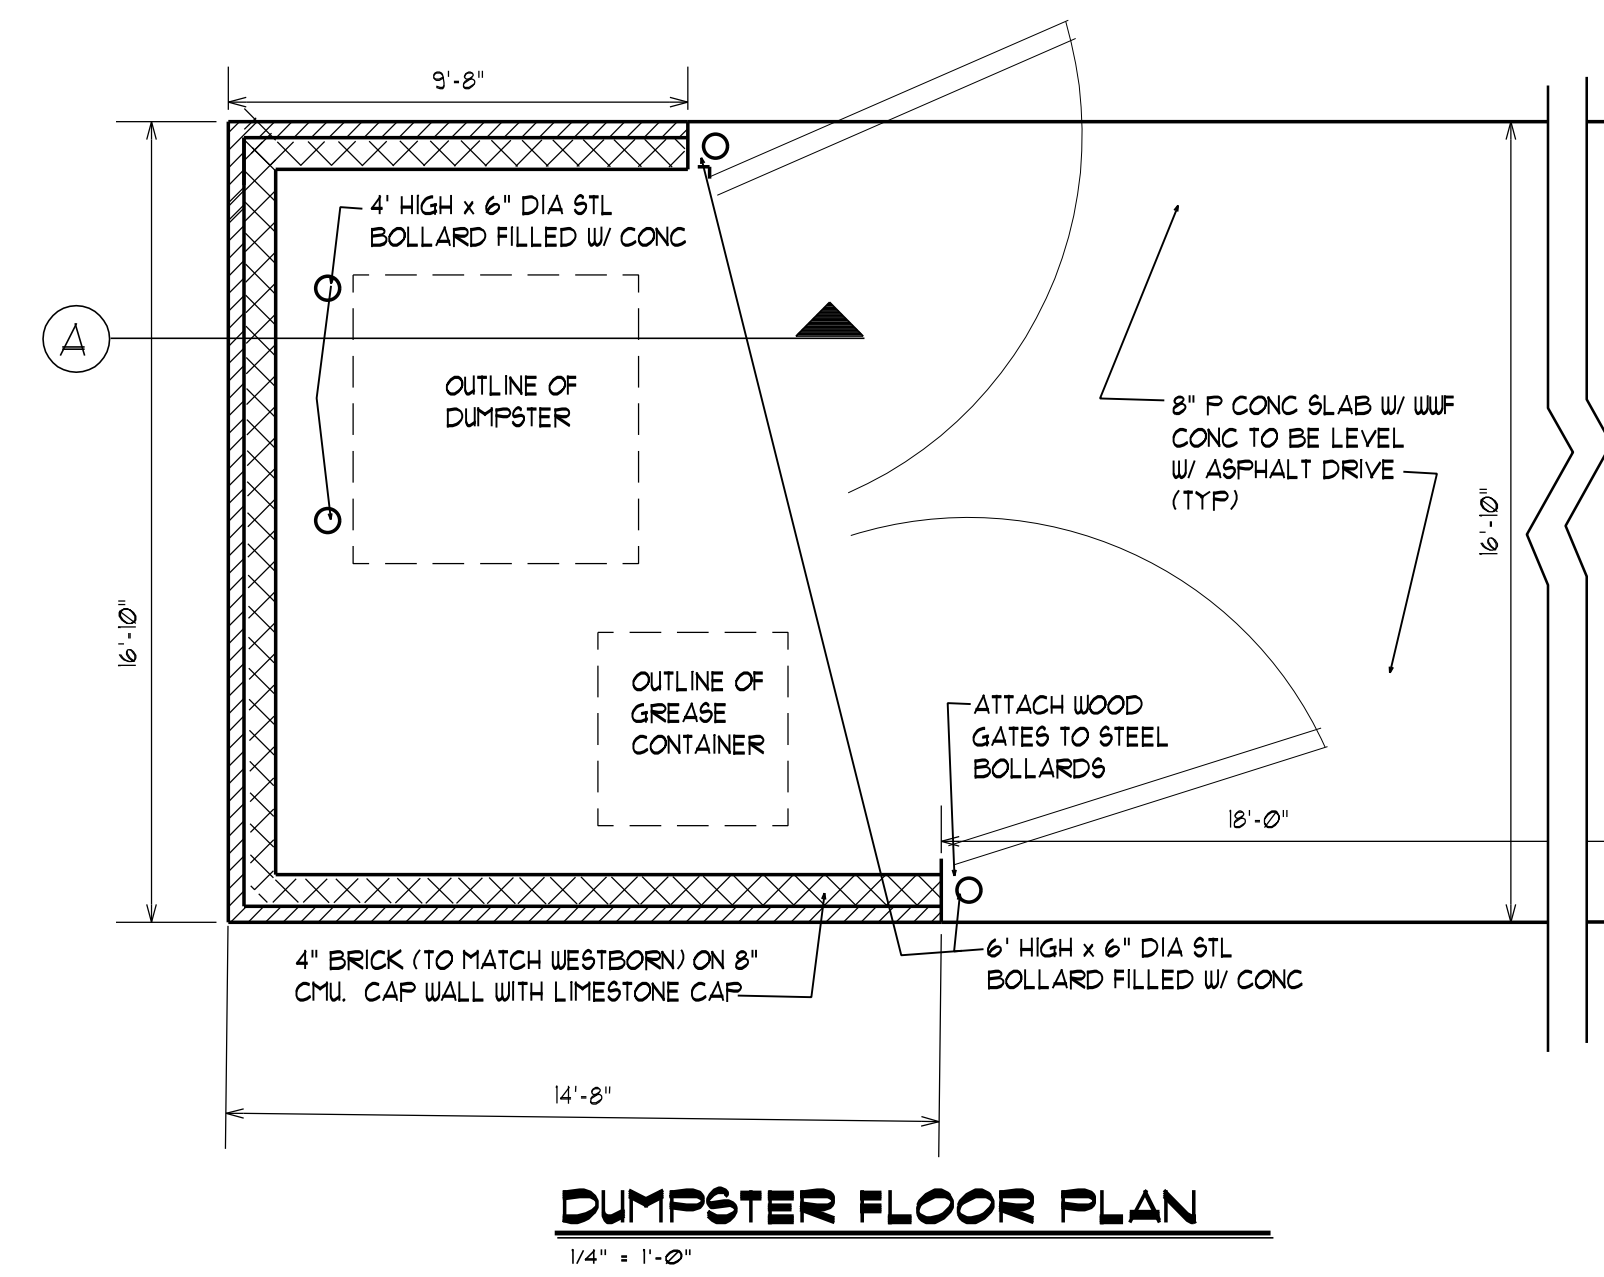 9'-8"
4' HIGH x 6" DIA STL
BOLLARD FILLED W/ CONC
A
OUTLINE OF
DUMPSTER
8" P CONC SLAB W/ WWF
CONC TO BE LEVEL
W/ ASPHALT DRIVE
(TYP)
16'-10"
16'-10"
OUTLINE OF
GREASE
CONTAINER
ATTACH WOOD
GATES TO STEEL
BOLLARDS
18'-0"
4" BRICK (TO MATCH WESTBORN) ON 8"
CMU. CAP WALL WITH LIMESTONE CAP
6' HIGH x 6" DIA STL
BOLLARD FILLED W/ CONC
14'-8"
DUMPSTER FLOOR PLAN
1/4" = 1'-0"